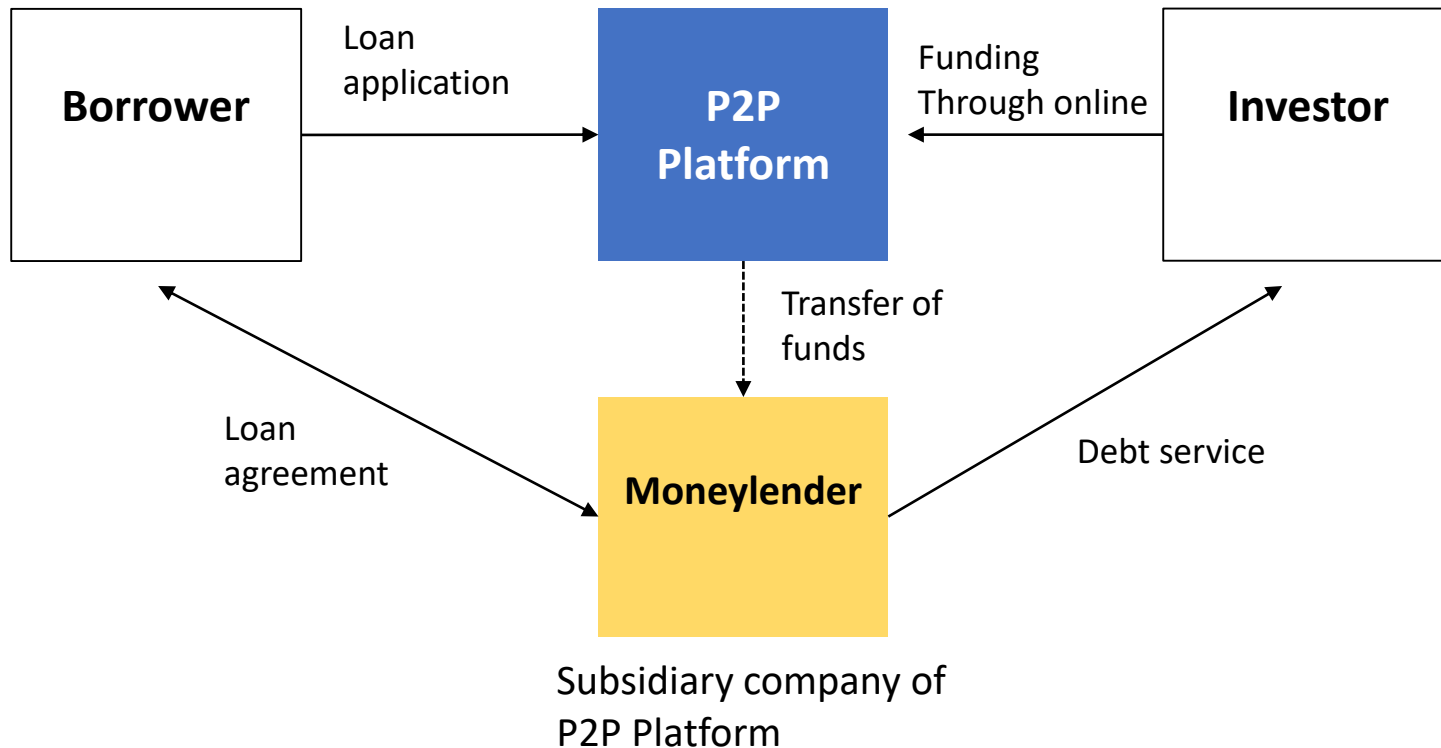 Borrower
Loan
application
P2P
Platform
Funding
Through online
Investor
Transfer of
funds
Loan
agreement
Moneylender
Debt service
Subsidiary company of
P2P Platform